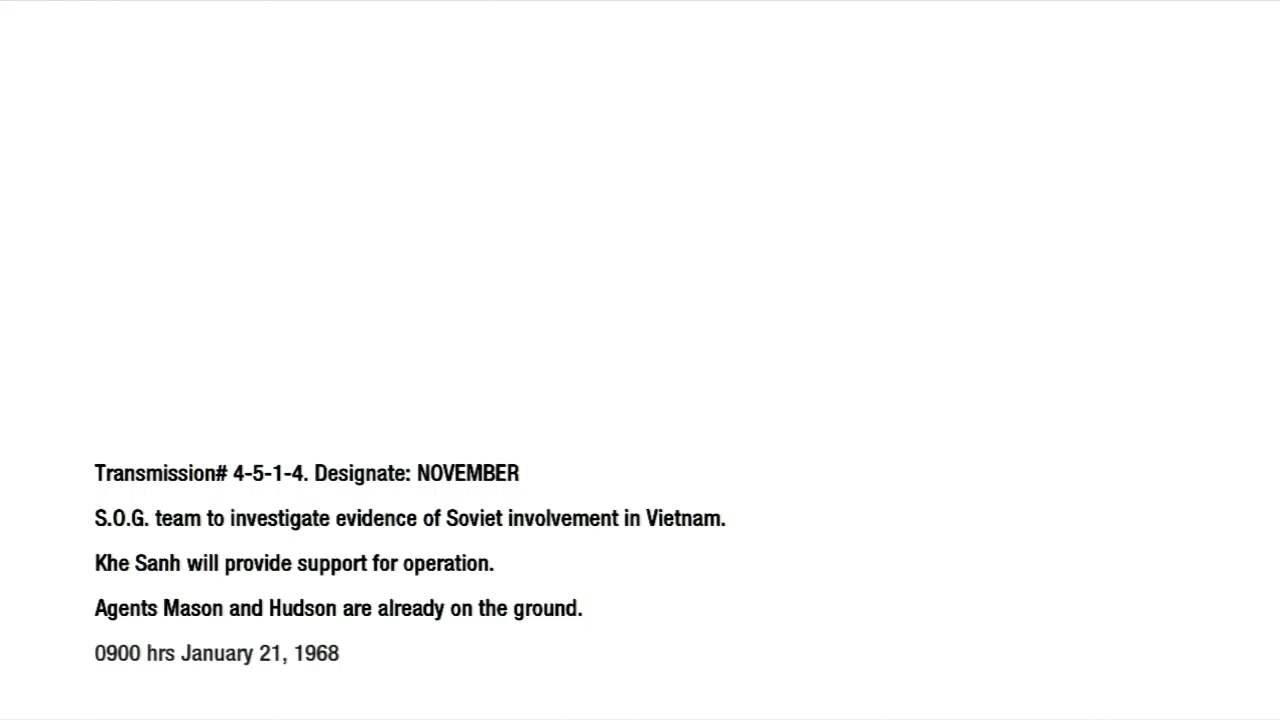 Transmission# 4-5-1-4. Designate: NOVEMBER
S.O.G. team to investigate evidence of Soviet involvement in Vietnam.
Khe Sanh will provide support for operation.
Agents Mason and Hudson are already on the ground.
0900 hrs January 21, 1968